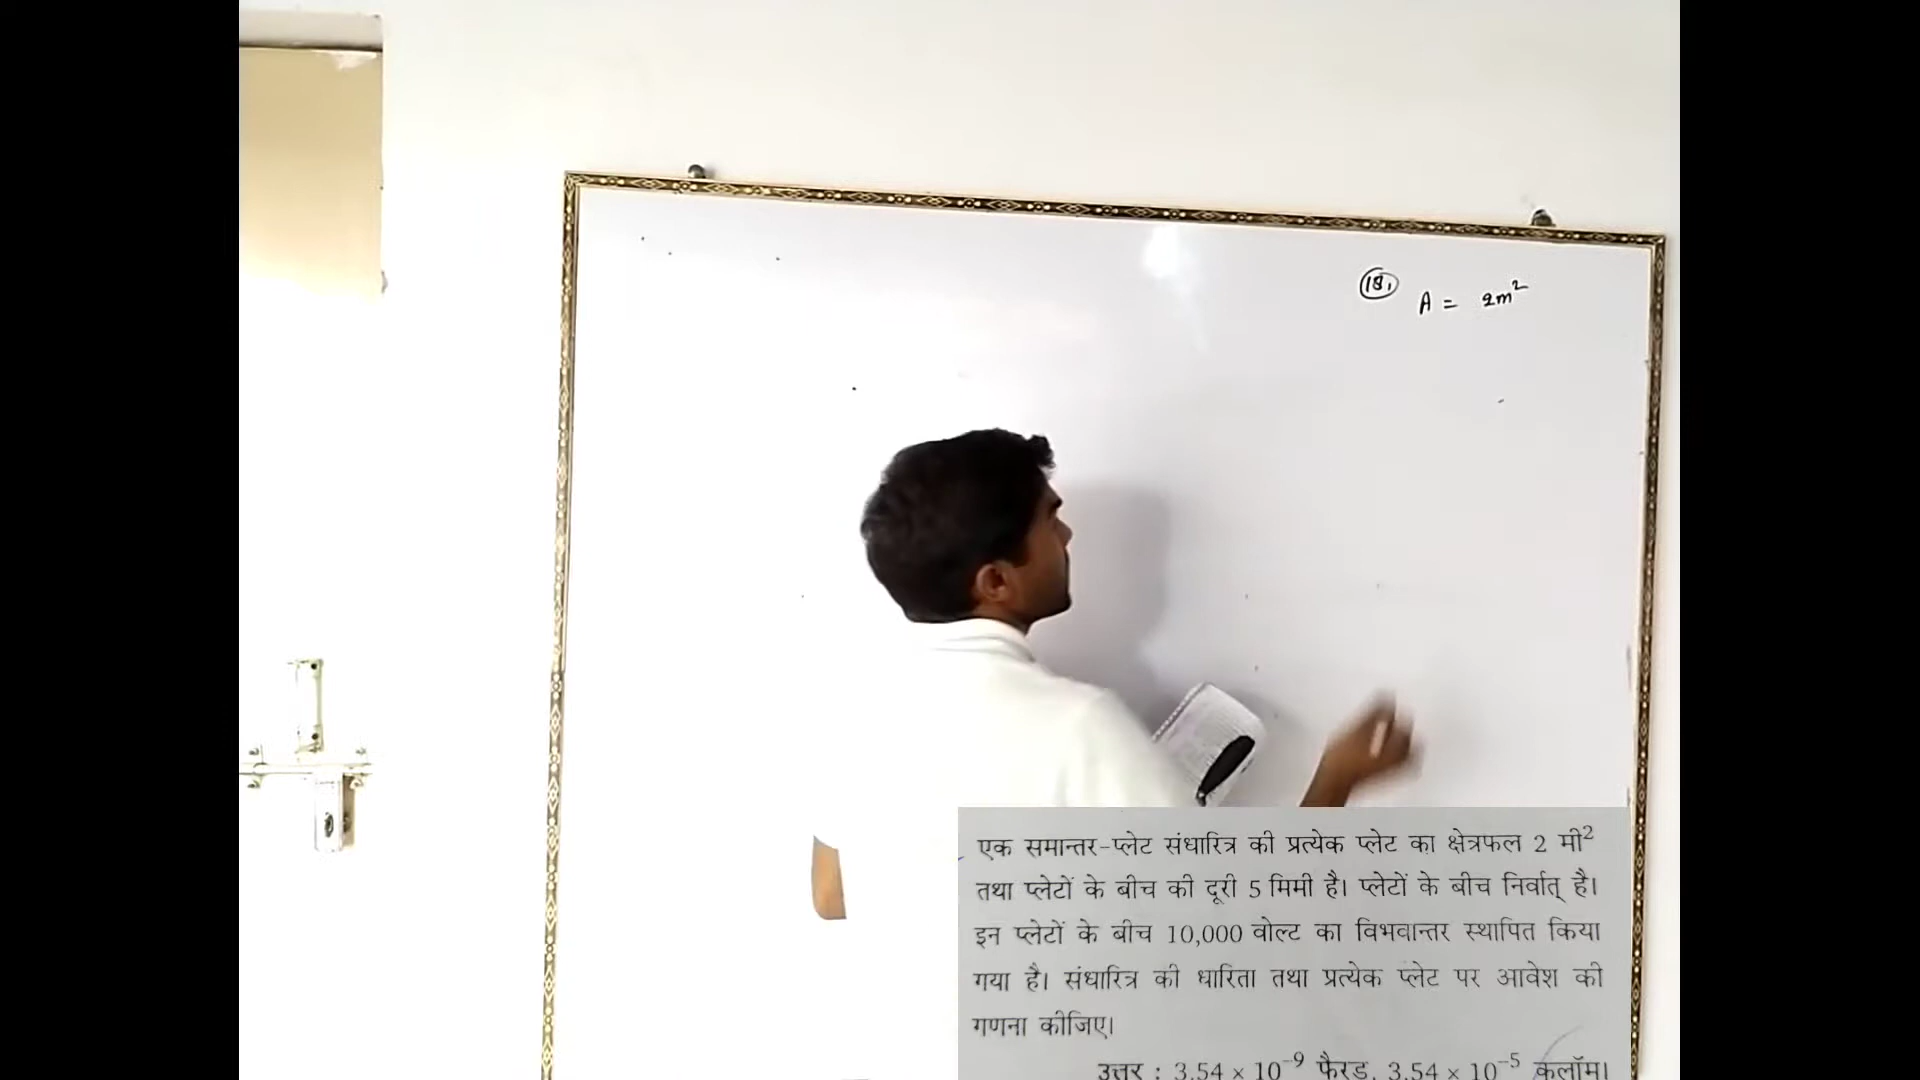 18.
A = 2m²
एक समान्तर-प्लेट संधारित्र की प्रत्येक प्लेट का क्षेत्रफल 2 मी²
तथा प्लेटों के बीच की दूरी 5 मिमी है। प्लेटों के बीच निर्वात् है।
इन प्लेटों के बीच 10,000 वोल्ट का विभवान्तर स्थापित किया
गया है। संधारित्र की धारिता तथा प्रत्येक प्लेट पर आवेश की
गणना कीजिए।
उत्तर : 3.54 × 10⁻⁹ फैरड, 3.54 × 10⁻⁵ कूलॉम।